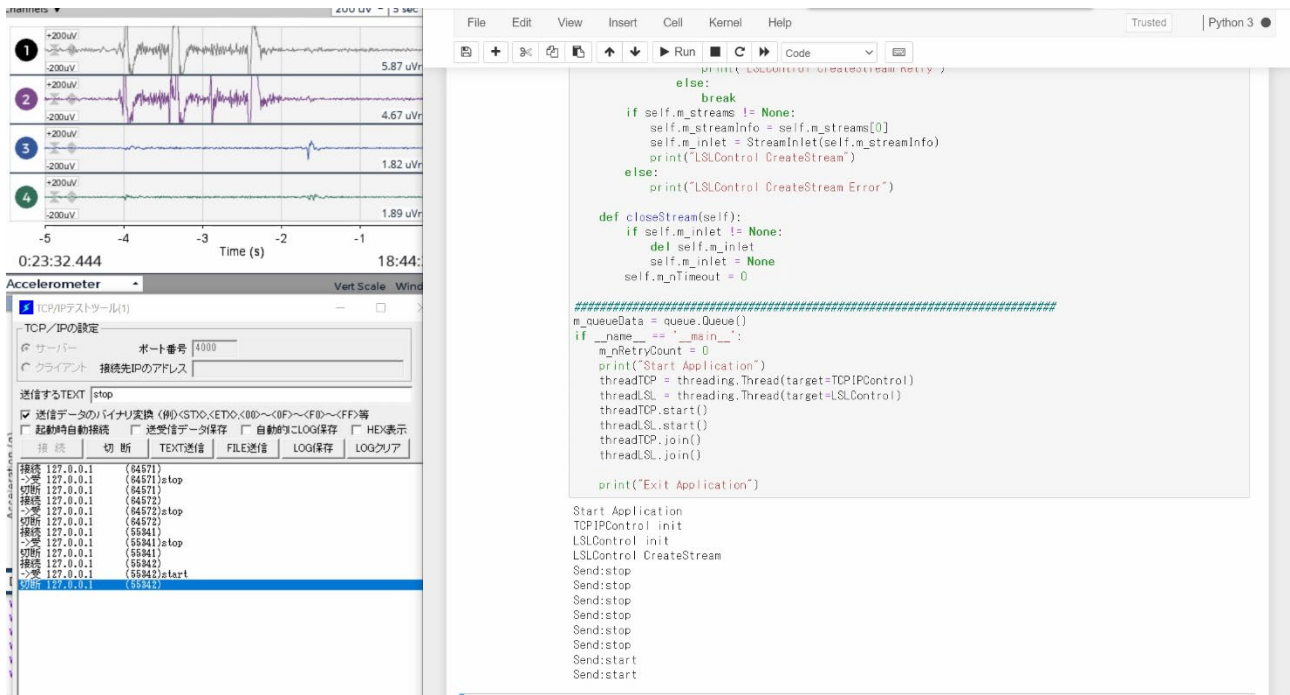 channels ▼
200 uV
5 sec
1
+200uV
-200uV
5.87 uVr
2
+200uV
-200uV
4.67 uVr
3
+200uV
-200uV
1.82 uVr
4
+200uV
-200uV
1.89 uVr
-5 -4 -3 -2 -1
Time (s)
0:23:32.444
18:44:
Accelerometer
Vert Scale Wind
TCP/IPテストツール(1)
TCP/IPの設定
サーバー ポート番号 4000
クライアント 接続先IPのアドレス
送信するTEXT stop
送信データのバイナリ変換 (例)<STX>,<ETX>,<00>～<0F>～<F0>～<FF>等
起動時自動接続 送受信データ保存 自動的にLOG保存 HEX表示
接続 切断 TEXT送信 FILE送信 LOG保存 LOGクリア
接続 127.0.0.1 (64571)
->受 127.0.0.1 (64571)stop
切断 127.0.0.1 (64571)
接続 127.0.0.1 (64572)
->受 127.0.0.1 (64572)stop
切断 127.0.0.1 (64572)
接続 127.0.0.1 (55341)
->受 127.0.0.1 (55341)stop
切断 127.0.0.1 (55341)
接続 127.0.0.1 (55342)
->受 127.0.0.1 (55342)start
切断 127.0.0.1 (55342)
File Edit View Insert Cell Kernel Help
Trusted
Python 3
Run
Code
print("LSLControl CreateStream Retry")
else:
break
if self.m_streams != None:
self.m_streamInfo = self.m_streams[0]
self.m_inlet = StreamInlet(self.m_streamInfo)
print("LSLControl CreateStream")
else:
print("LSLControl CreateStream Error")
def closeStream(self):
if self.m_inlet != None:
del self.m_inlet
self.m_inlet = None
self.m_nTimeout = 0
m_queueData = queue.Queue()
if __name__ == '__main__':
m_nRetryCount = 0
print("Start Application")
threadTCP = threading.Thread(target=TCPIPControl)
threadLSL = threading.Thread(target=LSLControl)
threadTCP.start()
threadLSL.start()
threadTCP.join()
threadLSL.join()
print("Exit Application")
Start Application
TCPIPControl init
LSLControl init
LSLControl CreateStream
Send:stop
Send:stop
Send:stop
Send:stop
Send:stop
Send:stop
Send:start
Send:start